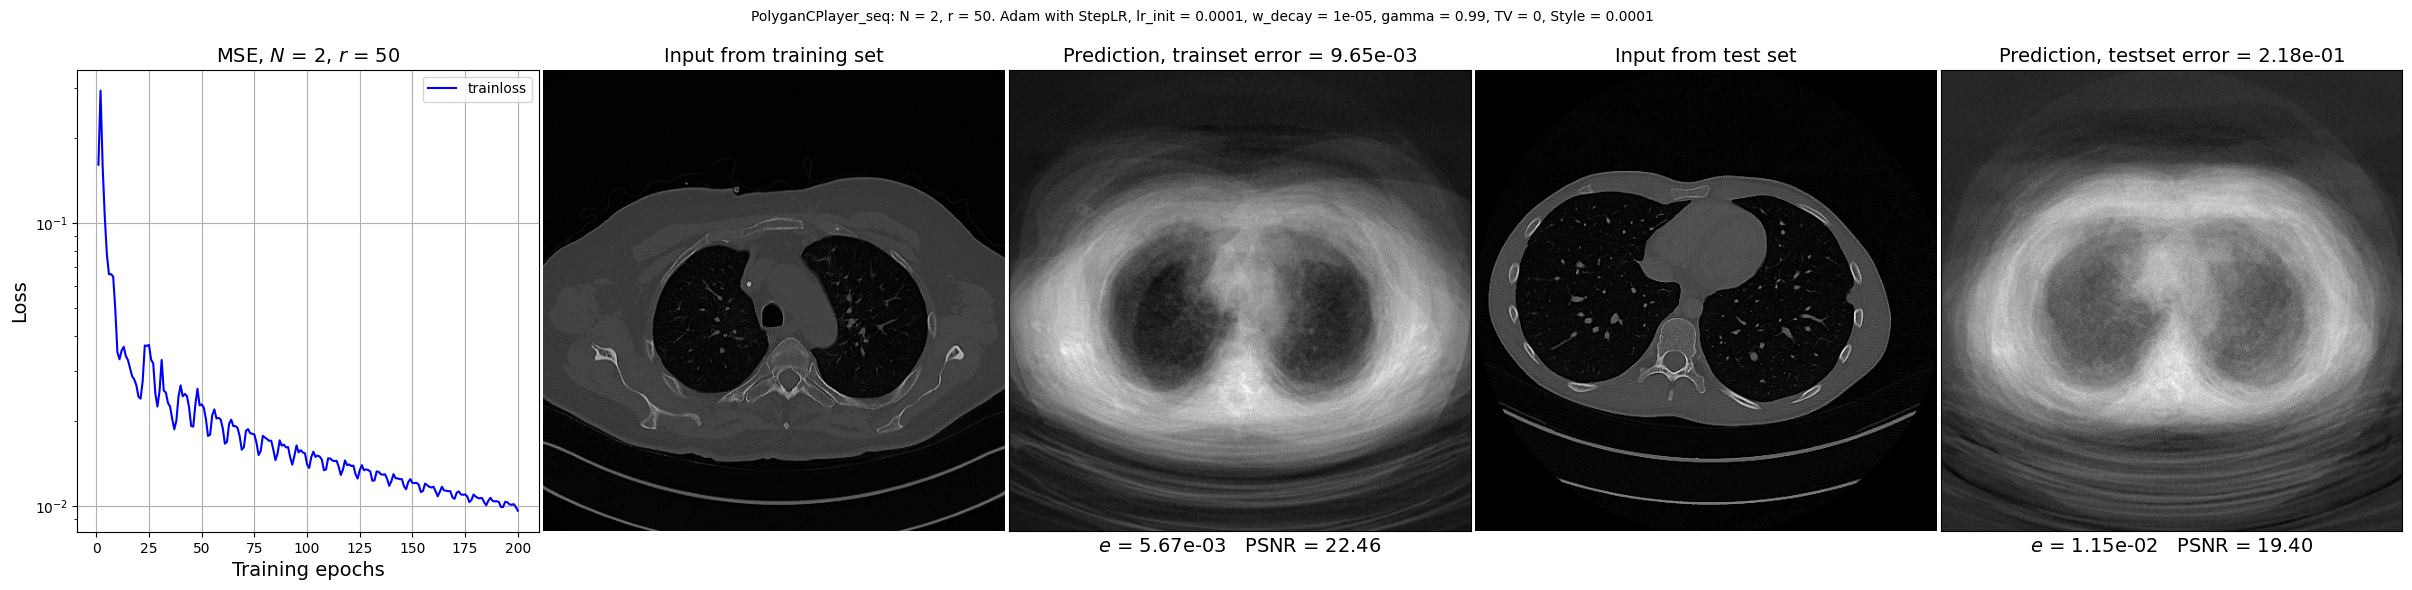 PolyganCPlayer_seq: N = 2, r = 50. Adam with StepLR, lr_init = 0.0001, w_decay = 1e-05, gamma = 0.99, TV = 0, Style = 0.0001
MSE, N = 2, r = 50
Input from training set
Prediction, trainset error = 9.65e-03
Input from test set
Prediction, testset error = 2.18e-01
trainloss
Loss
10⁻¹
10⁻²
0 25 50 75 100 125 150 175 200
Training epochs
e = 5.67e-03 PSNR = 22.46
e = 1.15e-02 PSNR = 19.40